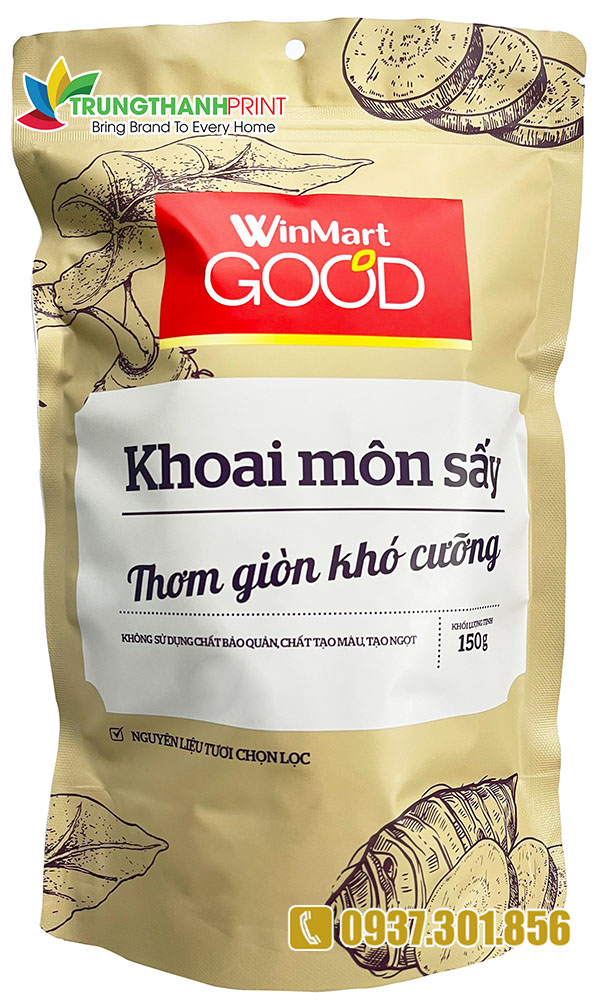 TRUNGTHANHPRINT
Bring Brand To Every Home
WinMart
GOOD
Khoai môn sấy
Thơm giòn khó cưỡng
KHÔNG SỬ DỤNG CHẤT BẢO QUẢN, CHẤT TẠO MÀU, TẠO NGỌT
KHỐI LƯỢNG TỊNH
150g
NGUYÊN LIỆU TƯƠI CHỌN LỌC
0937.301.856